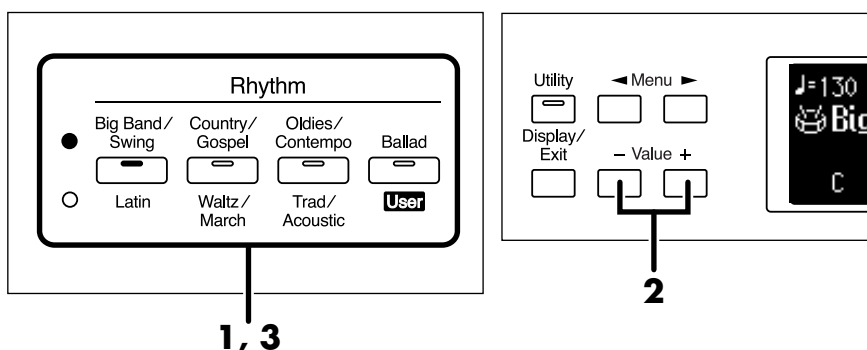 Rhythm
Big Band/
Swing
Country/
Gospel
Oldies/
Contempo
Ballad
Latin
Waltz/
March
Trad/
Acoustic
User
1, 3
Utility
◄ Menu ►
Display/
Exit
– Value +
♩=130
Big
C
2